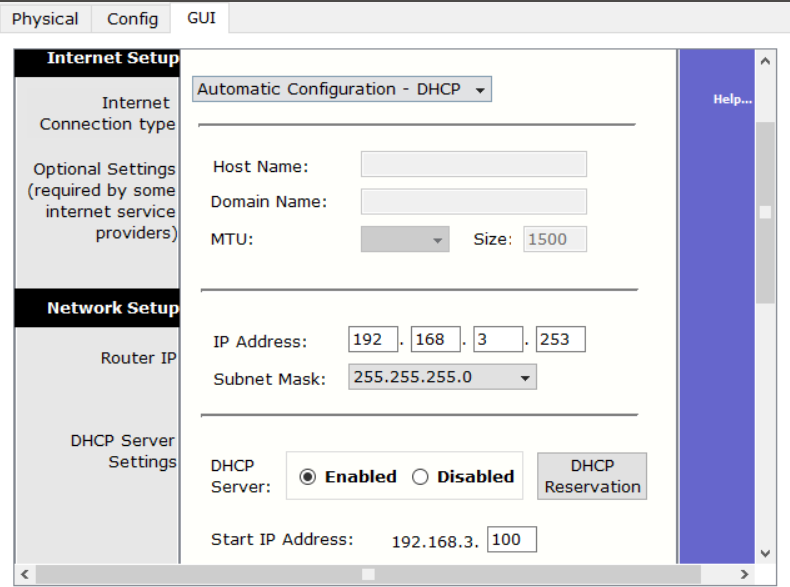 Physical Config GUI
Internet Setup
Automatic Configuration - DHCP
Help...
Internet
Connection type
Optional Settings
(required by some
internet service
providers)
Host Name:
Domain Name:
MTU: Size: 1500
Network Setup
Router IP
IP Address: 192 . 168 . 3 . 253
Subnet Mask: 255.255.255.0
DHCP Server
Settings
DHCP
Server:
Enabled Disabled
DHCP
Reservation
Start IP Address: 192.168.3. 100